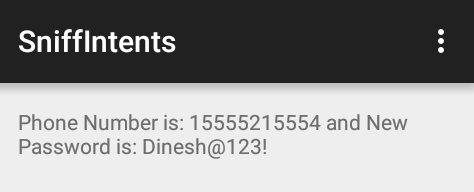 SniffIntents
Phone Number is: 15555215554 and New
Password is: Dinesh@123!